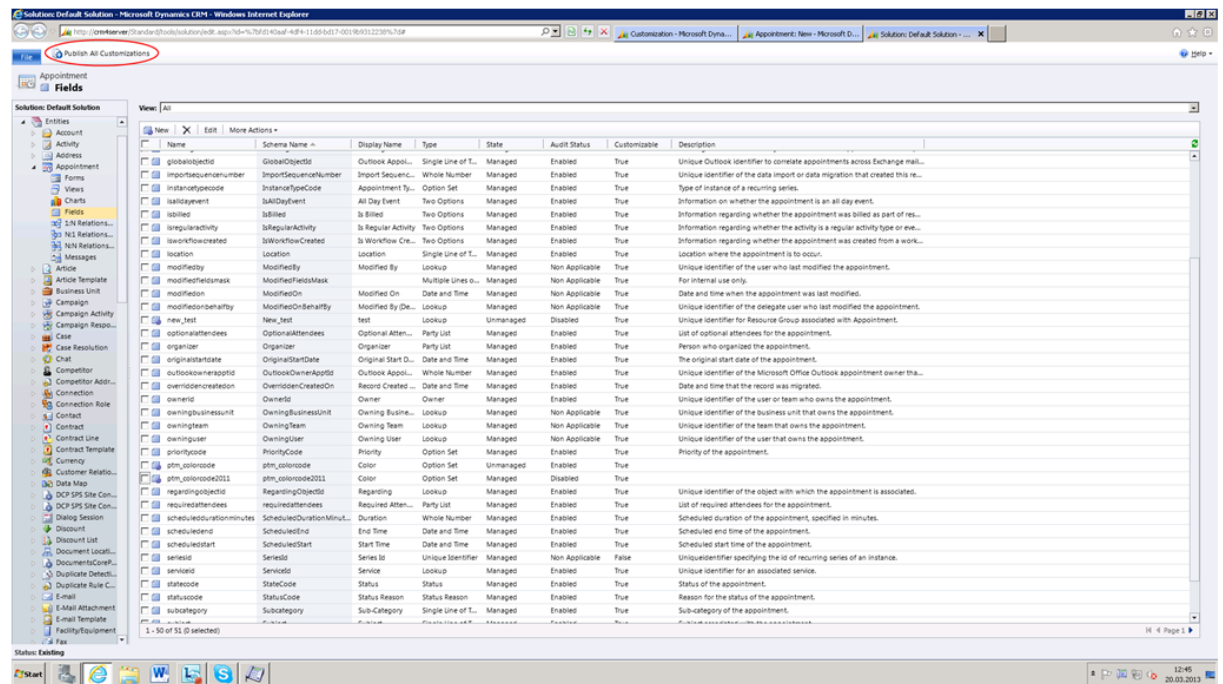 Solution: Default Solution - Microsoft Dynamics CRM - Windows Internet Explorer
Customization - Microsoft Dyna...
Appointment: New - Microsoft D...
Solution: Default Solution - ...
File
Publish All Customizations
Help
Appointment
Fields
Solution: Default Solution
Entities
Account
Activity
Address
Appointment
Forms
Views
Charts
Fields
1:N Relations...
N:1 Relations...
N:N Relations...
Messages
Article
Article Template
Business Unit
Campaign
Campaign Activity
Campaign Respo...
Case
Case Resolution
Chat
Competitor
Competitor Addr...
Connection
Connection Role
Contact
Contract
Contract Line
Contract Template
Currency
Customer Relatio...
Data Map
DCP SPS Site Con...
DCP SPS Site Con...
Dialog Session
Discount
Discount List
Document Locati...
DocumentsCoreP...
Duplicate Detecti...
Duplicate Rule C...
E-mail
E-Mail Attachment
E-mail Template
Facility/Equipment
Fax
View: All
New Edit More Actions
Name Schema Name Display Name Type State Audit Status Customizable Description
globalobjectid GlobalObjectId Outlook Appoi... Single Line of T... Managed Enabled True Unique Outlook identifier to correlate appointments across Exchange mail...
importsequencenumber ImportSequenceNumber Import Sequenc... Whole Number Managed Enabled True Unique identifier of the data import or data migration that created this re...
instancetypecode InstanceTypeCode Appointment Ty... Option Set Managed Enabled True Type of instance of a recurring series.
isalldayevent IsAllDayEvent All Day Event Two Options Managed Enabled True Information on whether the appointment is an all day event.
isbilled IsBilled Is Billed Two Options Managed Enabled True Information regarding whether the appointment was billed as part of res...
isregularactivity IsRegularActivity Is Regular Activity Two Options Managed Enabled True Information regarding whether the activity is a regular activity type or eve...
isworkflowcreated IsWorkflowCreated Is Workflow Cre... Two Options Managed Enabled True Information regarding whether the appointment was created from a work...
location Location Location Single Line of T... Managed Enabled True Location where the appointment is to occur.
modifiedby ModifiedBy Modified By Lookup Managed Non Applicable True Unique identifier of the user who last modified the appointment.
modifiedfieldsmask ModifiedFieldsMask Multiple Lines o... Managed Non Applicable True For internal use only.
modifiedon ModifiedOn Modified On Date and Time Managed Non Applicable True Date and time when the appointment was last modified.
modifiedonbehalfby ModifiedOnBehalfBy Modified By (De... Lookup Managed Non Applicable True Unique identifier of the delegate user who last modified the appointment.
new_test New_test test Lookup Unmanaged Disabled True Unique identifier for Resource Group associated with Appointment.
optionalattendees OptionalAttendees Optional Atten... Party List Managed Enabled True List of optional attendees for the appointment.
organizer Organizer Organizer Party List Managed Enabled True Person who organized the appointment.
originalstartdate OriginalStartDate Original Start D... Date and Time Managed Enabled True The original start date of the appointment.
outlookownerapptid OutlookOwnerApptId Outlook Appoi... Whole Number Managed Enabled True Unique identifier of the Microsoft Office Outlook appointment owner tha...
overriddencreatedon OverriddenCreatedOn Record Created ... Date and Time Managed Enabled True Date and time that the record was migrated.
ownerid OwnerId Owner Owner Managed Enabled True Unique identifier of the user or team who owns the appointment.
owningbusinessunit OwningBusinessUnit Owning Busine... Lookup Managed Non Applicable True Unique identifier of the business unit that owns the appointment.
owningteam OwningTeam Owning Team Lookup Managed Non Applicable True Unique identifier of the team that owns the appointment.
owninguser OwningUser Owning User Lookup Managed Non Applicable True Unique identifier of the user that owns the appointment.
prioritycode PriorityCode Priority Option Set Managed Enabled True Priority of the appointment.
ptm_colorcode ptm_colorcode Color Option Set Unmanaged Enabled True
ptm_colorcode2011 ptm_colorcode2011 Color Option Set Managed Disabled True
regardingobjectid RegardingObjectId Regarding Lookup Managed Enabled True Unique identifier of the object with which the appointment is associated.
requiredattendees RequiredAttendees Required Atten... Party List Managed Enabled True List of required attendees for the appointment.
scheduleddurationminutes ScheduledDurationMinut... Duration Whole Number Managed Enabled True Scheduled duration of the appointment, specified in minutes.
scheduledend ScheduledEnd End Time Date and Time Managed Enabled True Scheduled end time of the appointment.
scheduledstart ScheduledStart Start Time Date and Time Managed Enabled True Scheduled start time of the appointment.
seriesid SeriesId Series Id Unique Identifier Managed Non Applicable False Uniqueidentifier specifying the id of recurring series of an instance.
serviceid ServiceId Service Lookup Managed Enabled True Unique identifier for an associated service.
statecode StateCode Status Status Managed Enabled True Status of the appointment.
statuscode StatusCode Status Reason Status Reason Managed Enabled True Reason for the status of the appointment.
subcategory Subcategory Sub-Category Single Line of T... Managed Enabled True Sub-category of the appointment.
1 - 50 of 51 (0 selected)
Page 1
Status: Existing
Start
12:45
20.03.2013